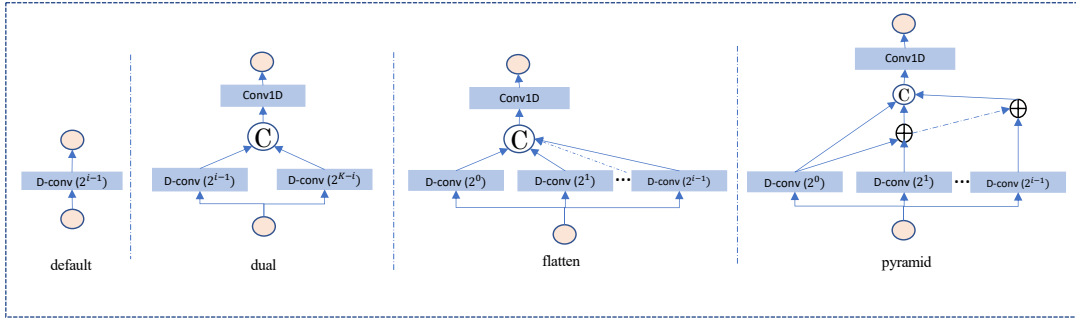 D-conv (2^{i-1})
default
Conv1D
C
D-conv (2^{i-1}) D-conv (2^{K-i})
dual
Conv1D
C
D-conv (2^0) D-conv (2^1) ... D-conv (2^{i-1})
flatten
Conv1D
C
D-conv (2^0) D-conv (2^1) ... D-conv (2^{i-1})
pyramid